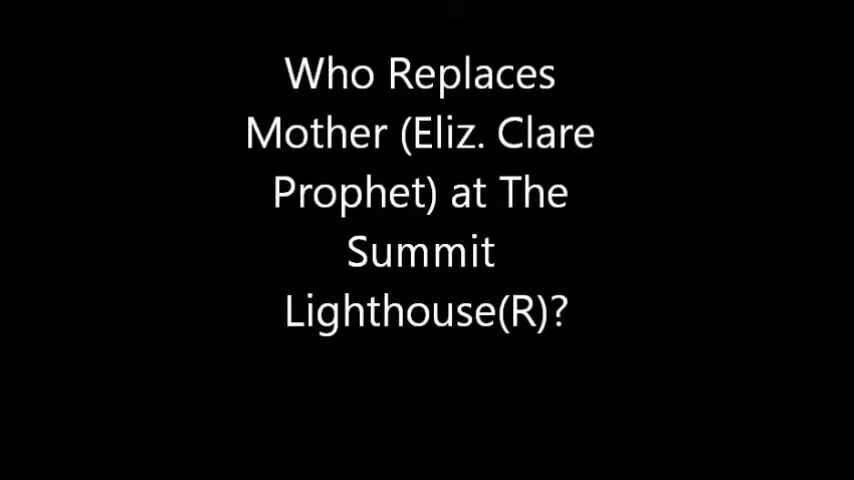 Who Replaces
Mother (Eliz. Clare
Prophet) at The
Summit
Lighthouse(R)?